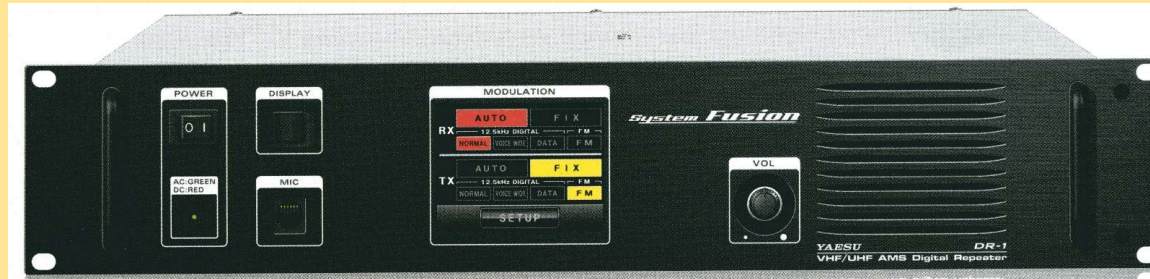 POWER
0 I
AC:GREEN
DC:RED
DISPLAY
MIC
MODULATION
RX
AUTO
FIX
12.5kHz DIGITAL
FM
NORMAL
VOICE WIDE
DATA
FM
TX
AUTO
FIX
12.5kHz DIGITAL
FM
NORMAL
VOICE WIDE
DATA
FM
SETUP
System Fusion
VOL
YAESU DR-1
VHF/UHF AMS Digital Repeater